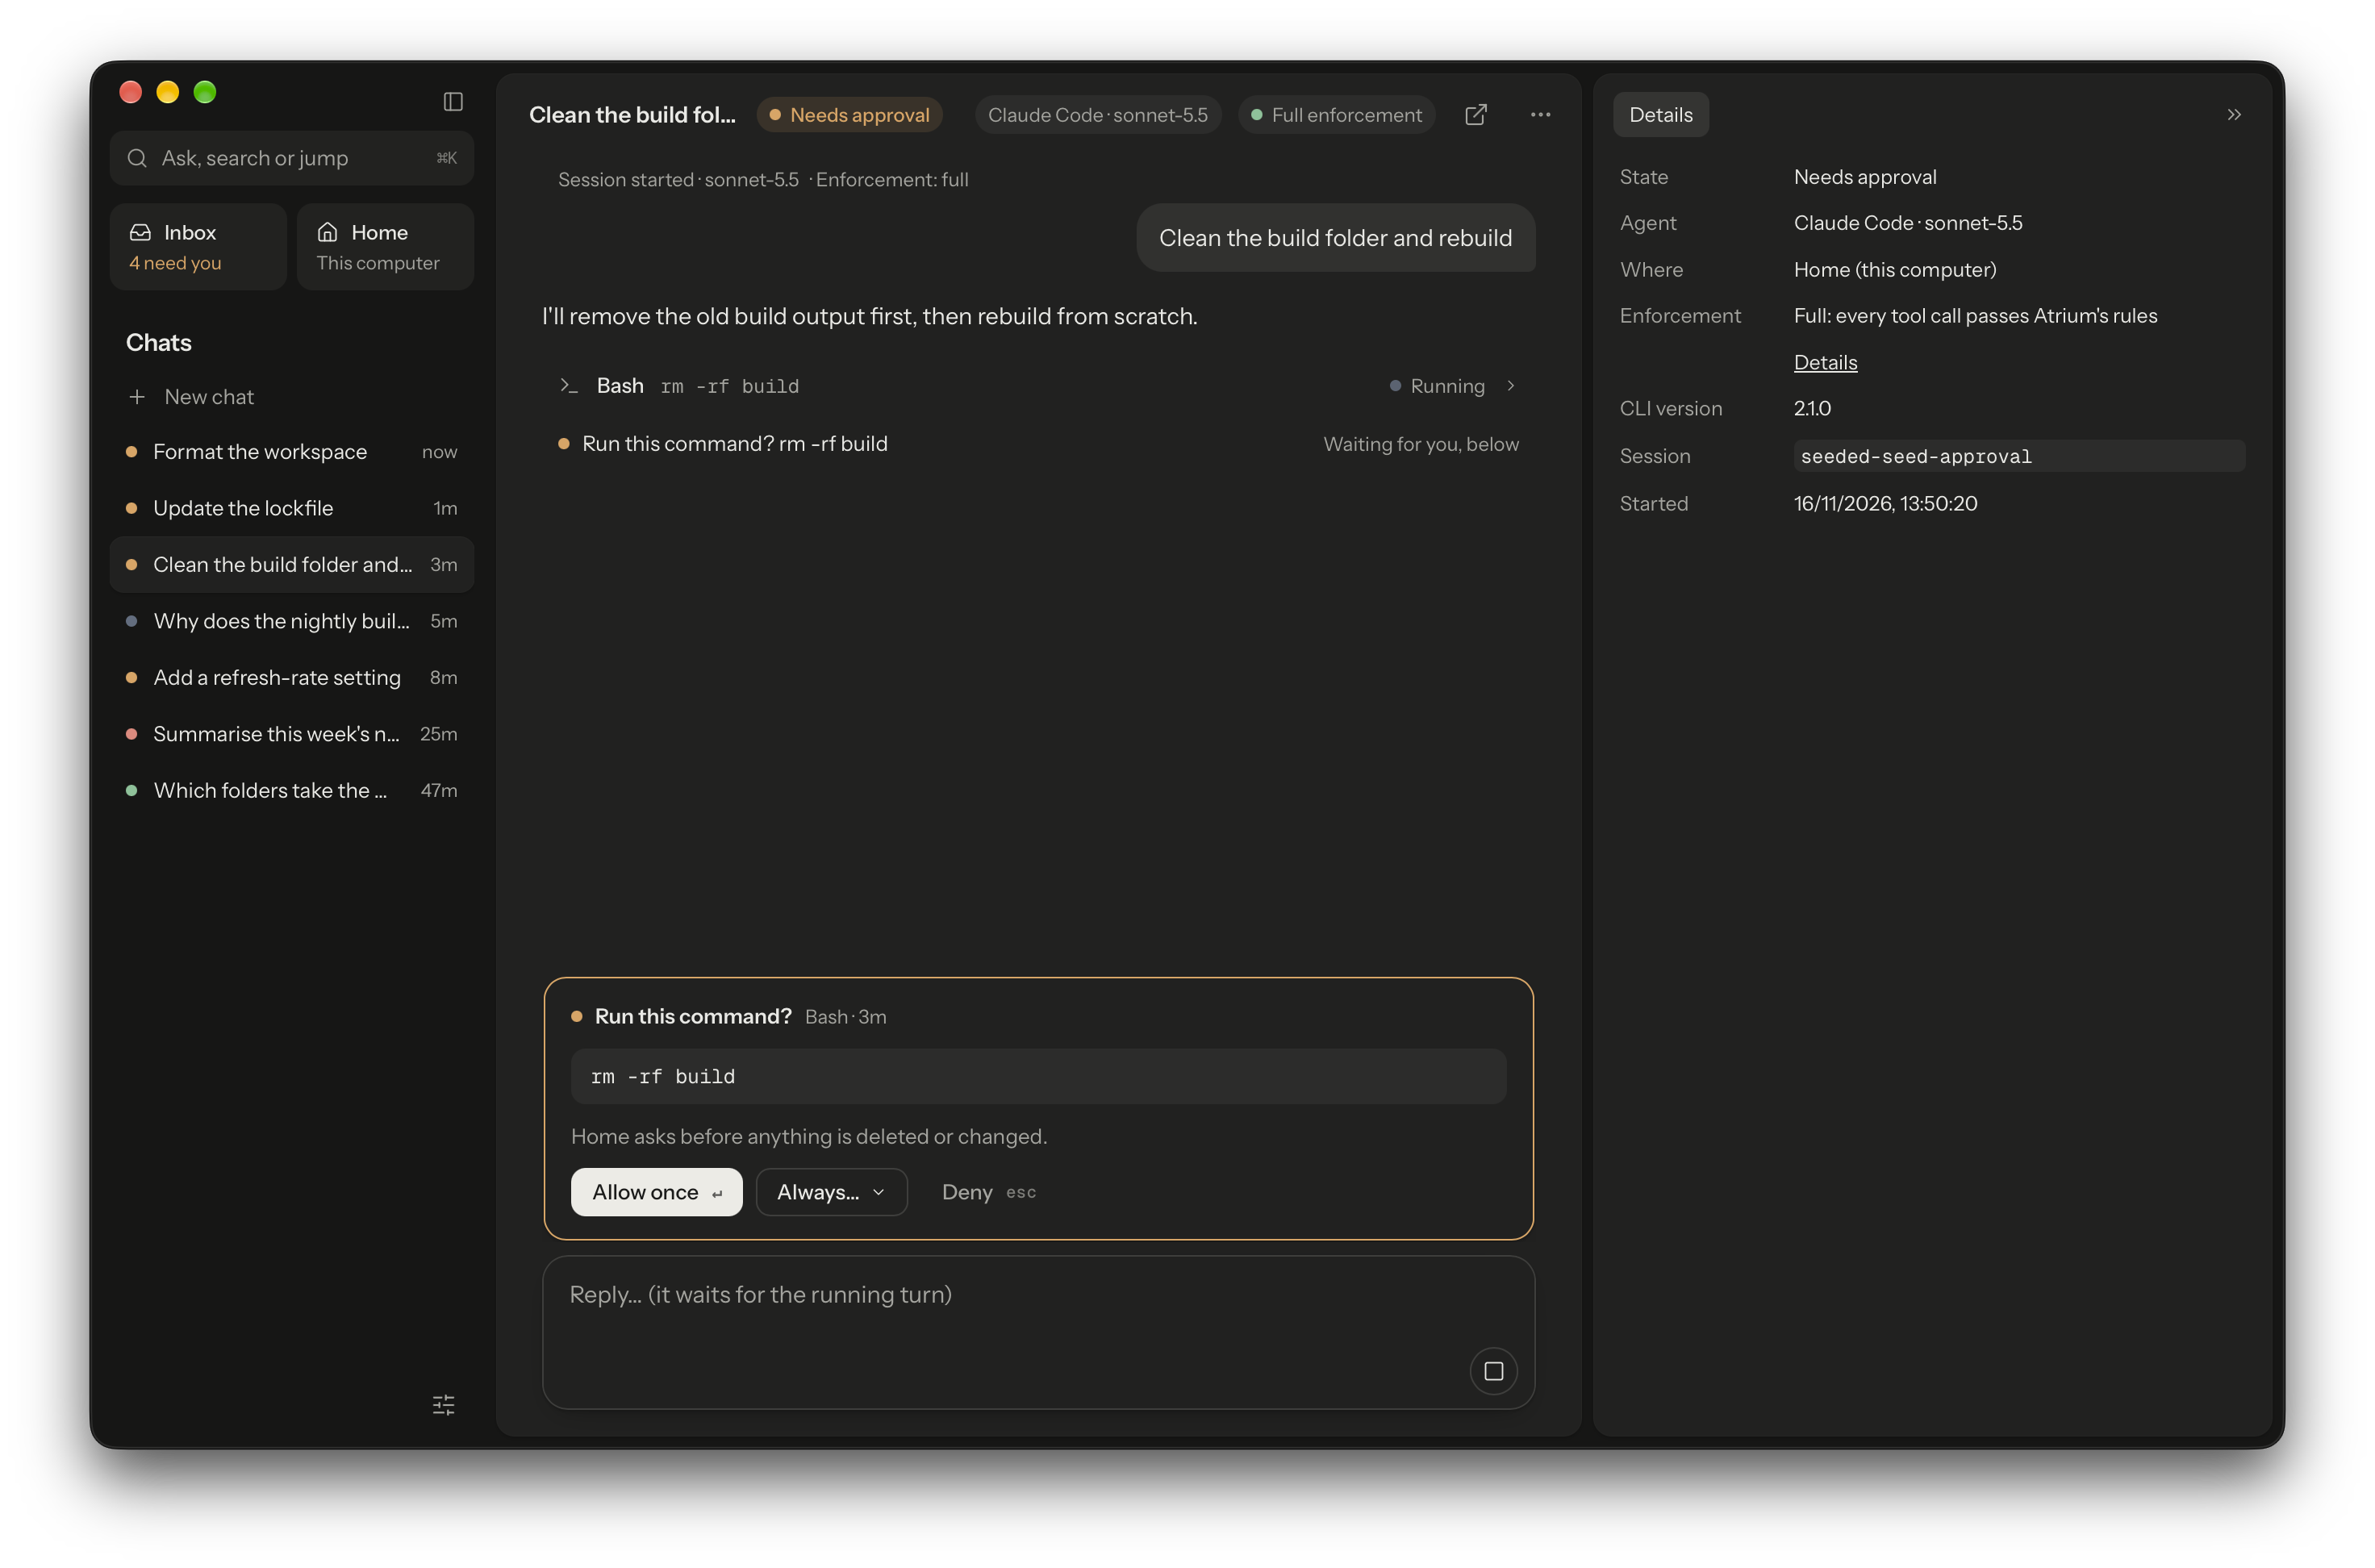 Ask, search or jump ⌘K
Inbox
4 need you
Home
This computer
Chats
New chat
Format the workspace now
Update the lockfile 1m
Clean the build folder and... 3m
Why does the nightly buil... 5m
Add a refresh-rate setting 8m
Summarise this week's n... 25m
Which folders take the ... 47m
Clean the build fol... Needs approval Claude Code · sonnet-5.5 Full enforcement
Session started · sonnet-5.5 · Enforcement: full
Clean the build folder and rebuild
I'll remove the old build output first, then rebuild from scratch.
Bash rm -rf build Running
Run this command? rm -rf build Waiting for you, below
Run this command? Bash · 3m
rm -rf build
Home asks before anything is deleted or changed.
Allow once ↵ Always... Deny esc
Reply... (it waits for the running turn)
Details
State Needs approval
Agent Claude Code · sonnet-5.5
Where Home (this computer)
Enforcement Full: every tool call passes Atrium's rules
Details
CLI version 2.1.0
Session seeded-seed-approval
Started 16/11/2026, 13:50:20